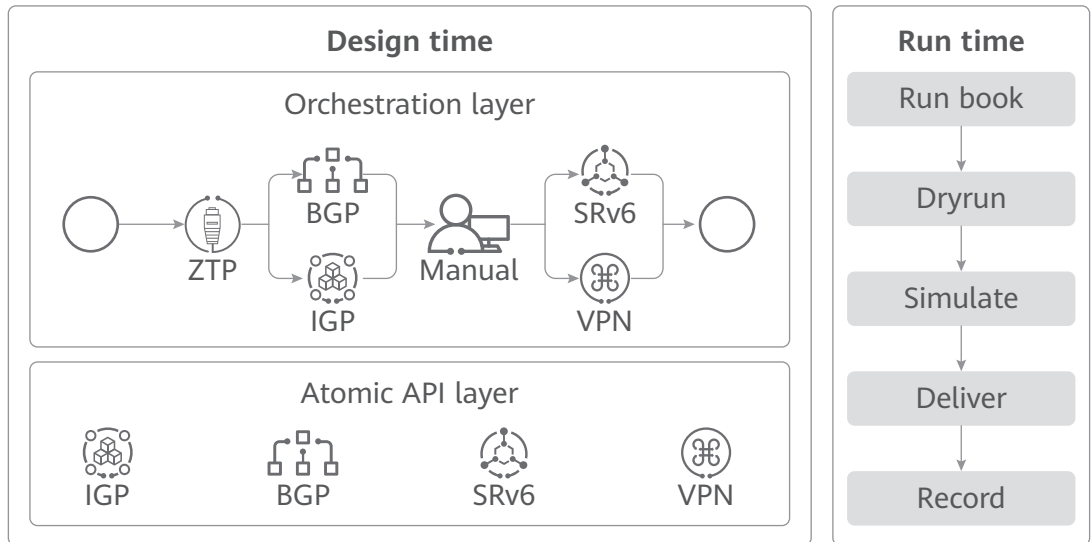 Design time
Orchestration layer
BGP
SRv6
ZTP
Manual
IGP
VPN
Atomic API layer
IGP
BGP
SRv6
VPN
Run time
Run book
Dryrun
Simulate
Deliver
Record